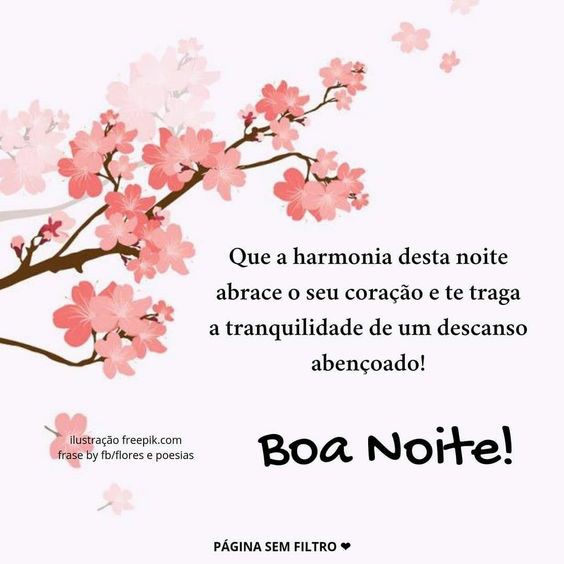 Que a harmonia desta noite
abrace o seu coração e te traga
a tranquilidade de um descanso
abençoado!
Boa Noite!
ilustração freepik.com
frase by fb/flores e poesias
PÁGINA SEM FILTRO ❤